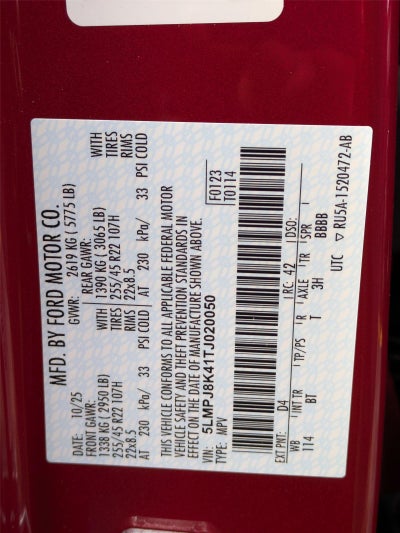 MFD. BY FORD MOTOR CO.
DATE: 10/25 GVWR: 2619 KG ( 5775 LB)
FRONT GAWR: REAR GAWR: WITH
1338 KG ( 2950 LB) 1390 KG ( 3065 LB) TIRES
255/45 R22 107H TIRES 255/45 R22 107H RIMS
22x8.5 RIMS 22x8.5
AT 230 kPa/ 33 PSI COLD AT 230 kPa/ 33 PSI COLD
THIS VEHICLE CONFORMS TO ALL APPLICABLE FEDERAL MOTOR
VEHICLE SAFETY AND THEFT PREVENTION STANDARDS IN
EFFECT ON THE DATE OF MANUFACTURE SHOWN ABOVE.
VIN: 5LMPJ8K41TJ020050
TYPE: MPV
F0123
T0114
EXT PNT: D4 RC: 42 DSO:
WB INT TR TP/PS R AXLE TR SPR
114 BT T 3H BBBB
UTC ▽ RU5A-1520472-AB